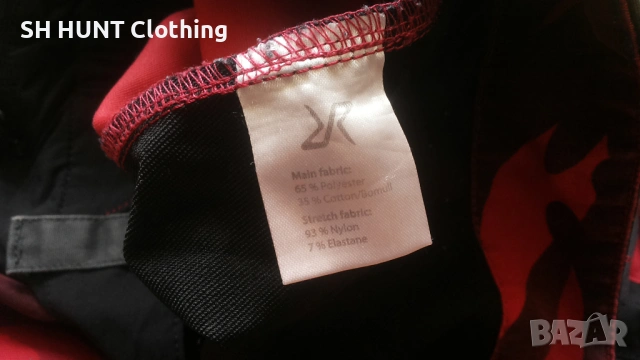 SH HUNT Clothing
Main fabric:
65 % Polyester
35 % Cotton/Bomull
Stretch fabric:
93 % Nylon
7 % Elastane
BAZAR